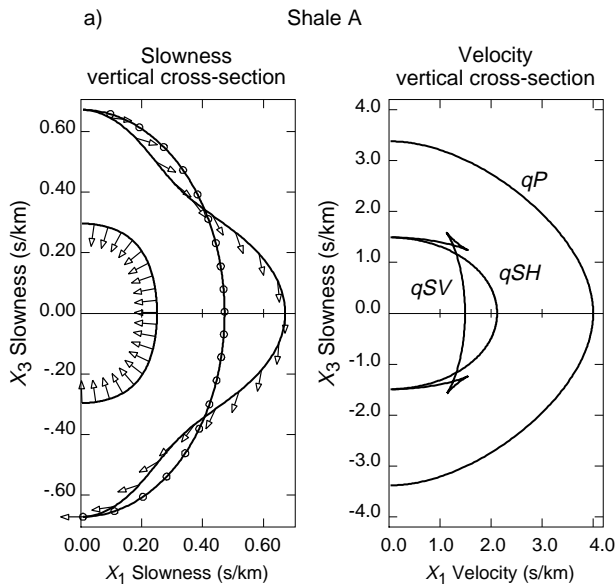 a)
Shale A
Slowness
vertical cross-section
Velocity
vertical cross-section
X3 Slowness (s/km)
0.60
0.40
0.20
0.00
-.20
-.40
-.60
0.00 0.20 0.40 0.60
X1 Slowness (s/km)
X3 Slowness (s/km)
4.0
3.0
2.0
1.0
0.0
-1.0
-2.0
-3.0
-4.0
qP
qSV
qSH
0.0 1.0 2.0 3.0 4.0
X1 Velocity (s/km)